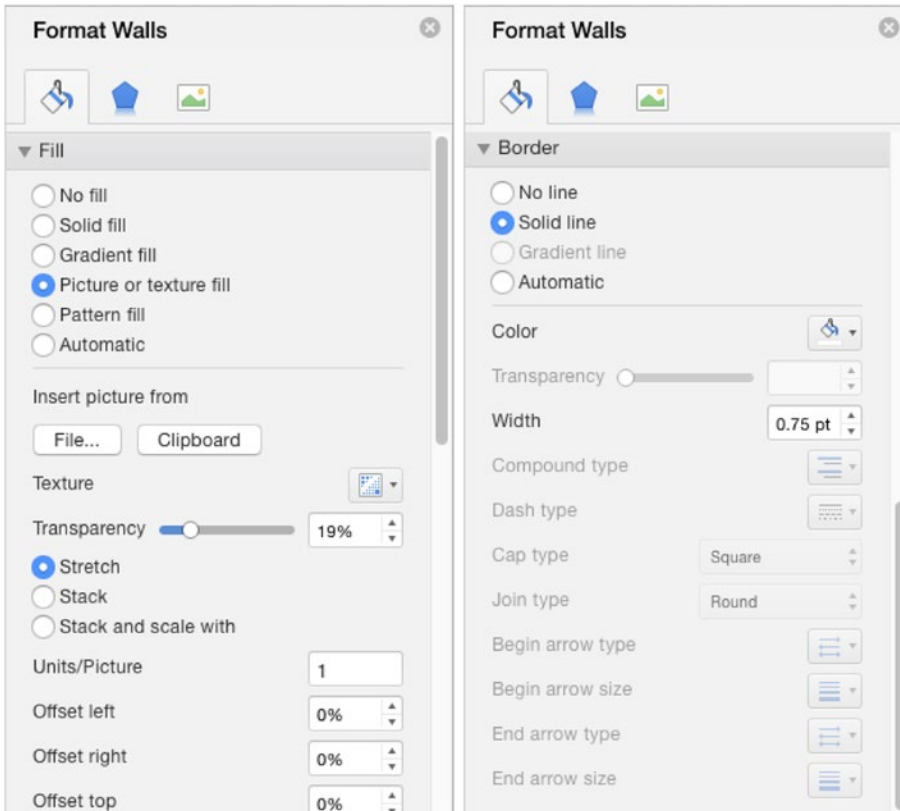 Format Walls
Fill
No fill
Solid fill
Gradient fill
Picture or texture fill
Pattern fill
Automatic
Insert picture from
File...
Clipboard
Texture
Transparency 19%
Stretch
Stack
Stack and scale with
Units/Picture 1
Offset left 0%
Offset right 0%
Offset top 0%
Format Walls
Border
No line
Solid line
Gradient line
Automatic
Color
Transparency
Width 0.75 pt
Compound type
Dash type
Cap type Square
Join type Round
Begin arrow type
Begin arrow size
End arrow type
End arrow size